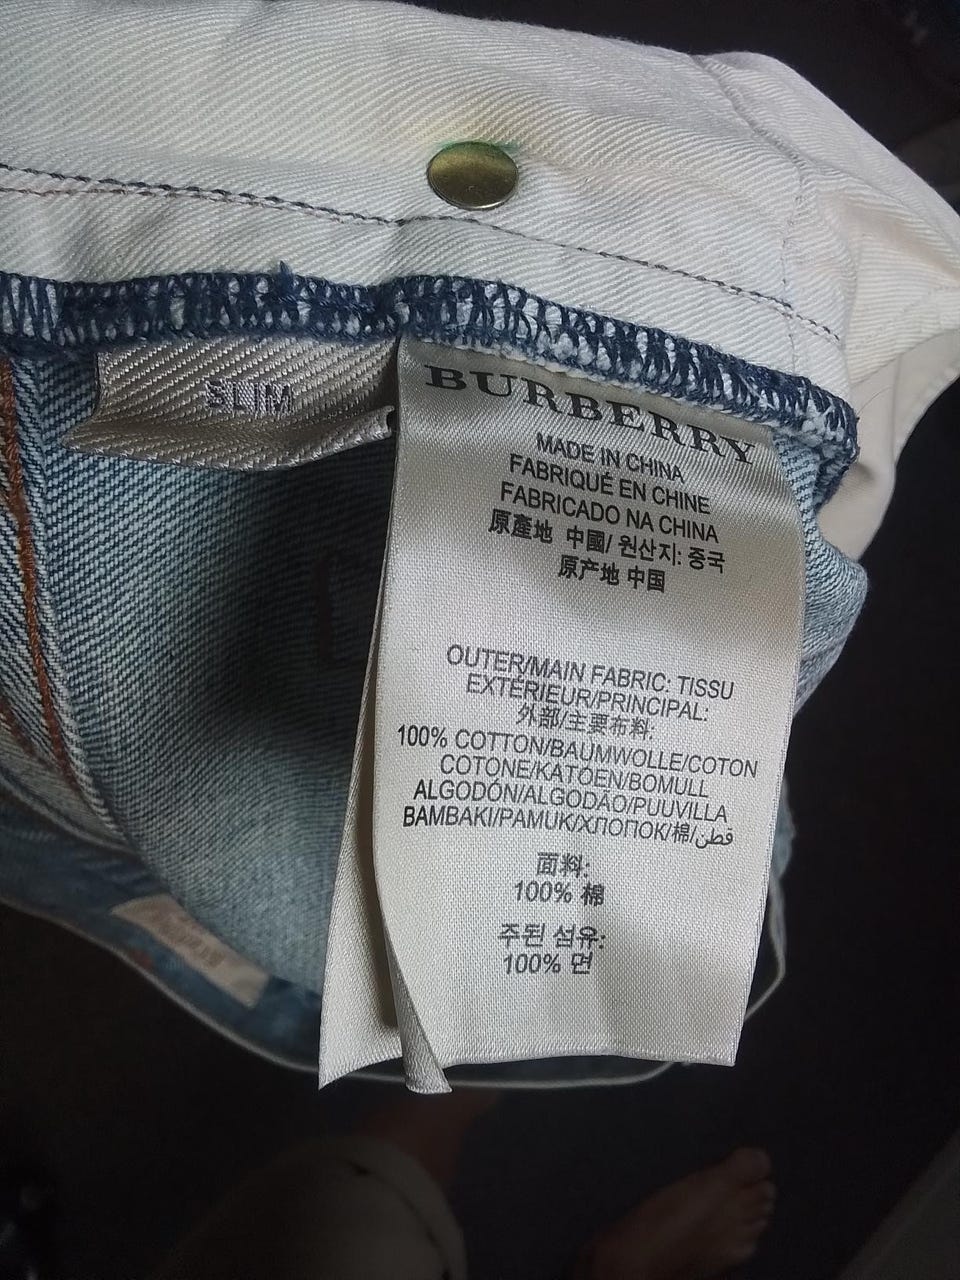 SLIM
BURBERRY
MADE IN CHINA
FABRIQUÉ EN CHINE
FABRICADO NA CHINA
原產地 中國/ 원산지: 중국
原产地 中国
OUTER/MAIN FABRIC: TISSU
EXTÉRIEUR/PRINCIPAL:
外部/主要布料:
100% COTTON/BAUMWOLLE/COTON
COTONE/KATOEN/BOMULL
ALGODÓN/ALGODÃO/PUUVILLA
BAMBAKI/PAMUK/ХЛОПОК/棉/قطن
面料:
100% 棉
주된 섬유:
100% 면